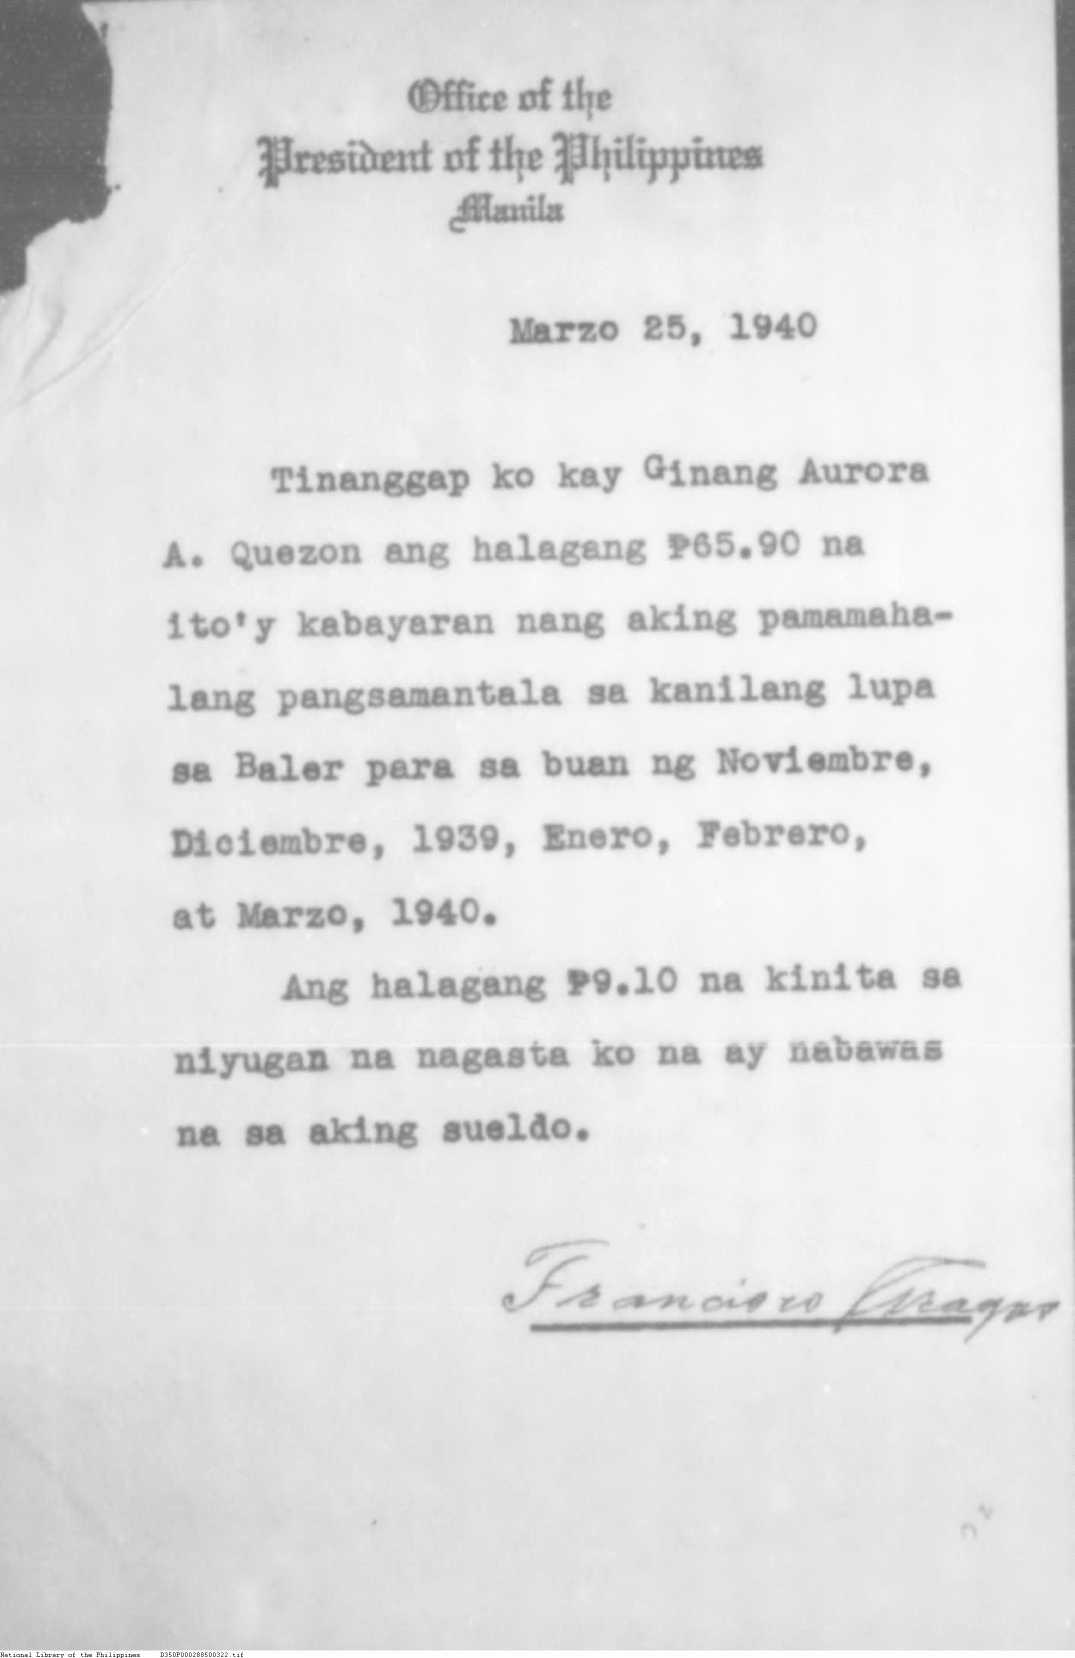 Office of the
President of the Philippines
Manila
Marzo 25, 1940
Tinanggap ko kay Ginang Aurora
A. Quezon ang halagang ₱65.90 na
ito'y kabayaran nang aking pamamaha-
lang pangsamantala sa kanilang lupa
sa Baler para sa buan ng Noviembre,
Diciembre, 1939, Enero, Febrero,
at Marzo, 1940.
Ang halagang ₱9.10 na kinita sa
niyugan na nagasta ko na ay nabawas
na sa aking sueldo.
Francisco
National Library of the Philippines D350P000288500322.tif